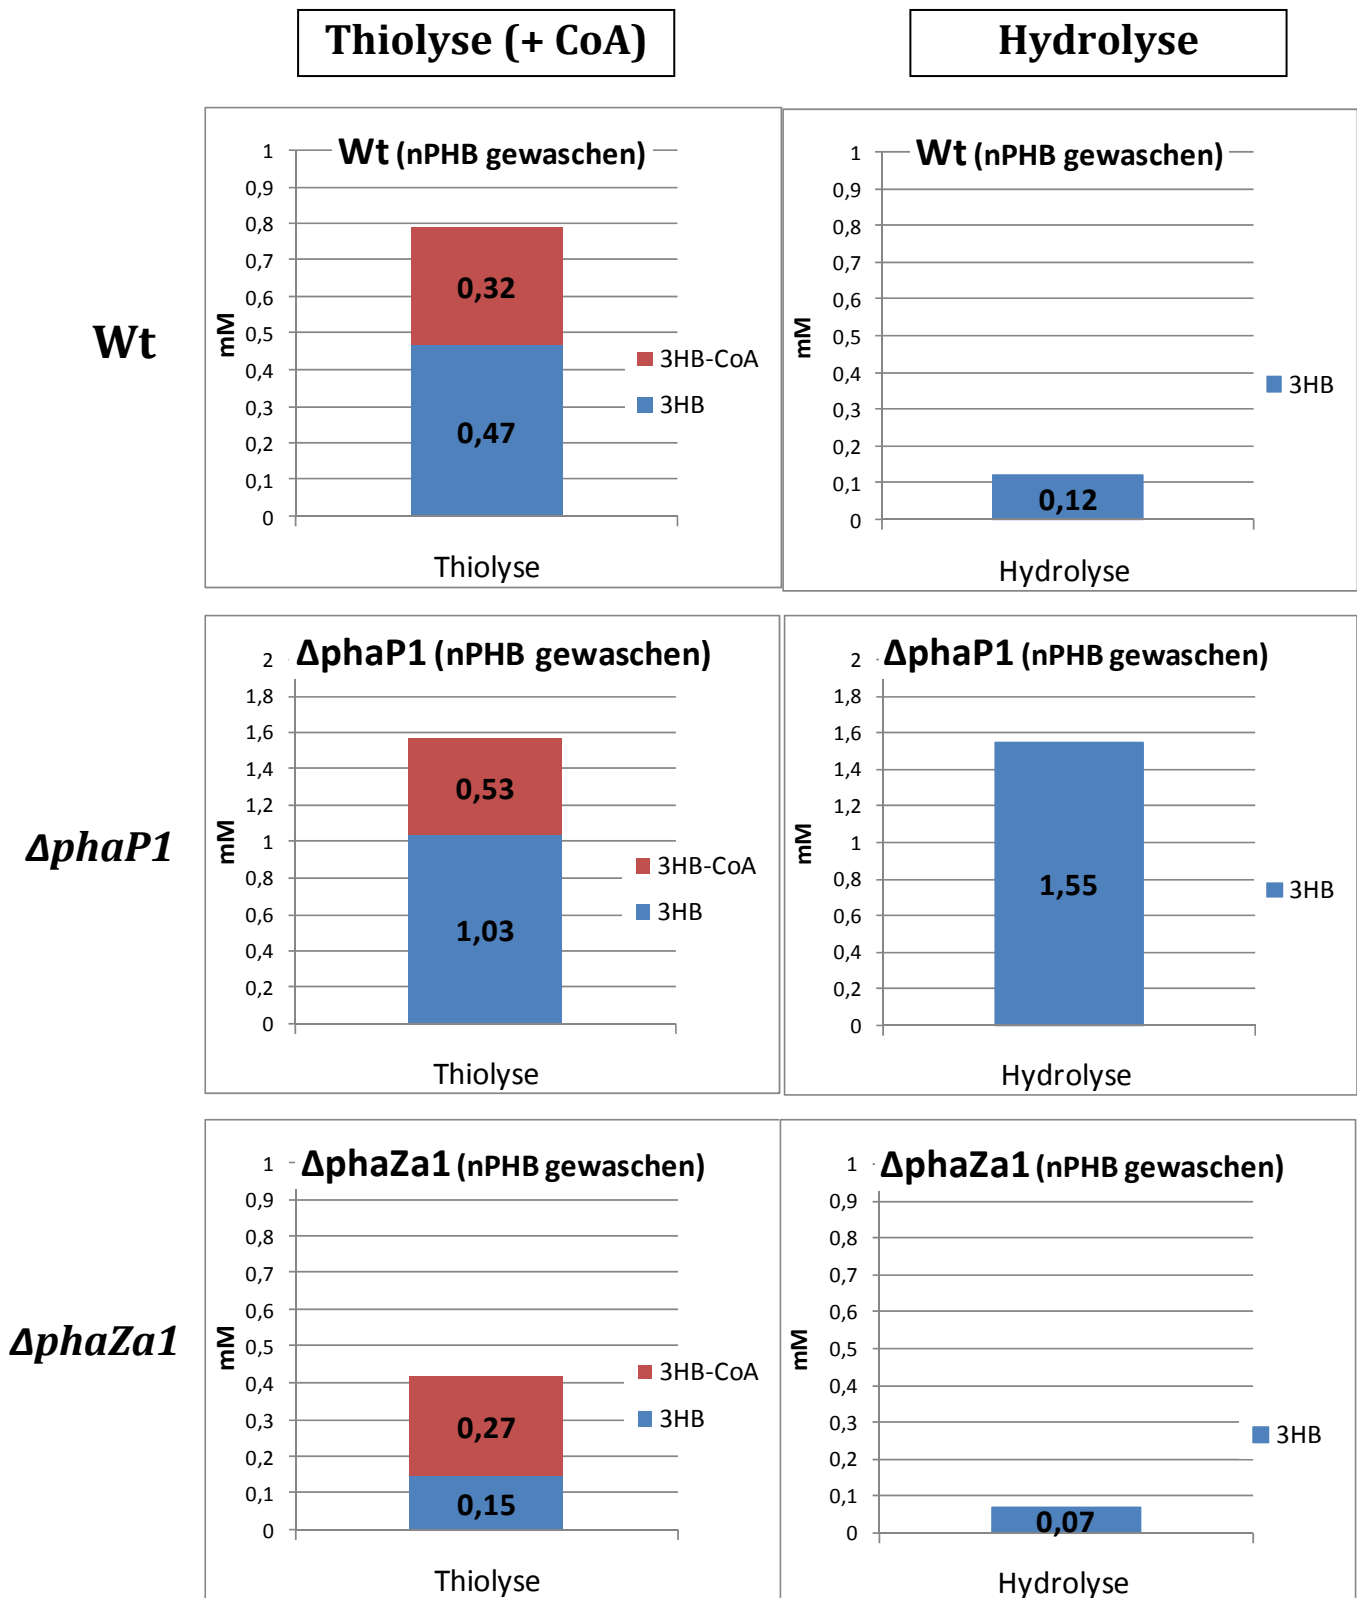 Thiolyse (+ CoA)
Hydrolyse
Wt
Wt (nPHB gewaschen)
1
0,9
0,8
0,7
0,6
0,5
0,4
0,3
0,2
0,1
0
mM
0,32
0,47
3HB-CoA
3HB
Thiolyse
Wt (nPHB gewaschen)
1
0,9
0,8
0,7
0,6
0,5
0,4
0,3
0,2
0,1
0
mM
0,12
3HB
Hydrolyse
ΔphaP1
ΔphaP1 (nPHB gewaschen)
2
1,8
1,6
1,4
1,2
1
0,8
0,6
0,4
0,2
0
mM
0,53
1,03
3HB-CoA
3HB
Thiolyse
ΔphaP1 (nPHB gewaschen)
2
1,8
1,6
1,4
1,2
1
0,8
0,6
0,4
0,2
0
mM
1,55
3HB
Hydrolyse
ΔphaZa1
ΔphaZa1 (nPHB gewaschen)
1
0,9
0,8
0,7
0,6
0,5
0,4
0,3
0,2
0,1
0
mM
0,27
0,15
3HB-CoA
3HB
Thiolyse
ΔphaZa1 (nPHB gewaschen)
1
0,9
0,8
0,7
0,6
0,5
0,4
0,3
0,2
0,1
0
mM
0,07
3HB
Hydrolyse